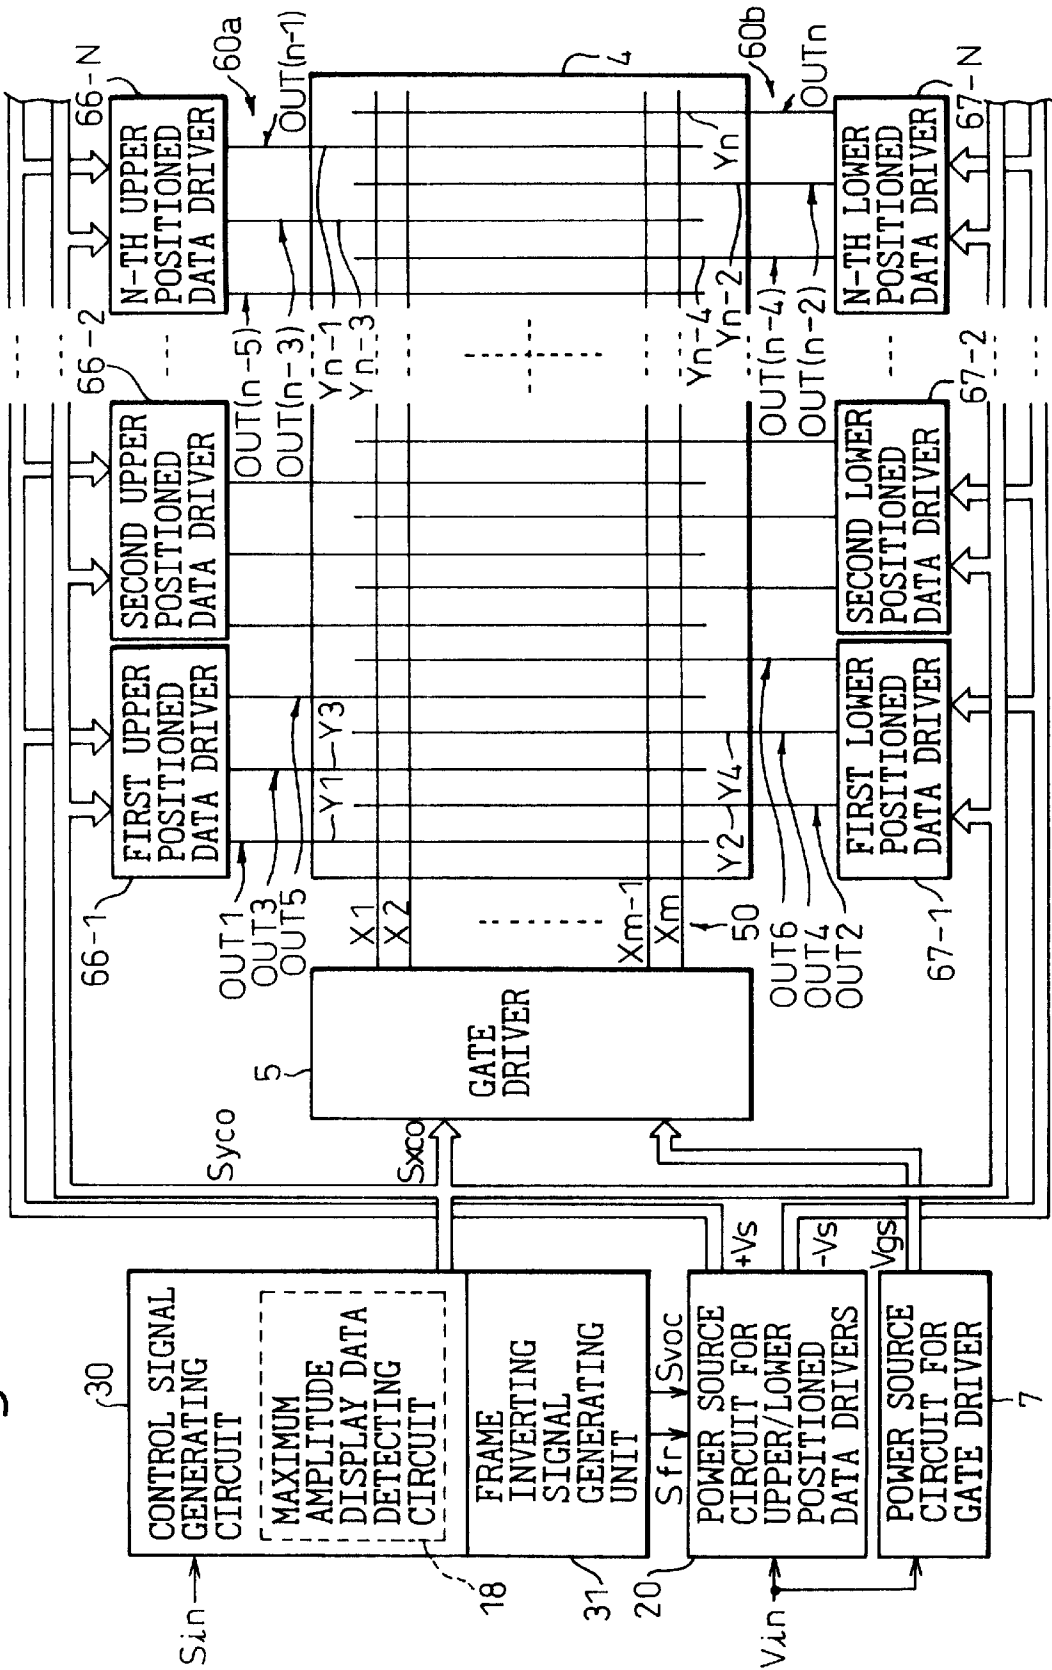 Sin
30
CONTROL SIGNAL
GENERATING
CIRCUIT
MAXIMUM
AMPLITUDE
DISPLAY DATA
DETECTING
CIRCUIT
18
FRAME
INVERTING
SIGNAL
GENERATING
UNIT
31
Sfr
Svoc
20
POWER SOURCE
CIRCUIT FOR
UPPER/LOWER
POSITIONED
DATA DRIVERS
Vin
POWER SOURCE
CIRCUIT FOR
GATE DRIVER
7
+Vs
-Vs
Vgs
Syco
Sxco
5
GATE
DRIVER
X1
X2
Xm-1
Xm
50
66-1
FIRST UPPER
POSITIONED
DATA DRIVER
66-2
SECOND UPPER
POSITIONED
DATA DRIVER
66-N
N-TH UPPER
POSITIONED
DATA DRIVER
OUT1
OUT3
OUT5
Y1
Y3
OUT(n-5)
OUT(n-3)
Yn-1
Yn-3
60a
OUT(n-1)
4
Y2
Y4
Yn-4
Yn-2
Yn
OUT(n-4)
OUT(n-2)
60b
OUTn
OUT6
OUT4
OUT2
67-1
FIRST LOWER
POSITIONED
DATA DRIVER
67-2
SECOND LOWER
POSITIONED
DATA DRIVER
67-N
N-TH LOWER
POSITIONED
DATA DRIVER